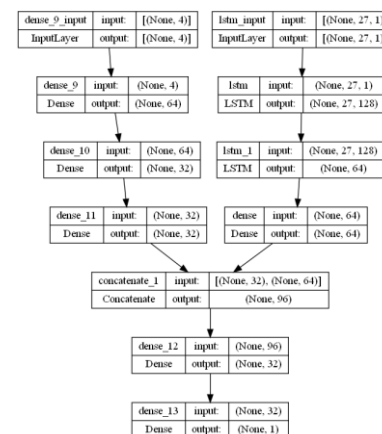 dense_9_input input: [(None, 4)]
InputLayer output: [(None, 4)]
lstm_input input: [(None, 27, 1)]
InputLayer output: [(None, 27, 1)]
dense_9 input: (None, 4)
Dense output: (None, 64)
lstm input: (None, 27, 1)
LSTM output: (None, 27, 128)
dense_10 input: (None, 64)
Dense output: (None, 32)
lstm_1 input: (None, 27, 128)
LSTM output: (None, 64)
dense_11 input: (None, 32)
Dense output: (None, 32)
dense input: (None, 64)
Dense output: (None, 64)
concatenate_1 input: [(None, 32), (None, 64)]
Concatenate output: (None, 96)
dense_12 input: (None, 96)
Dense output: (None, 32)
dense_13 input: (None, 32)
Dense output: (None, 1)